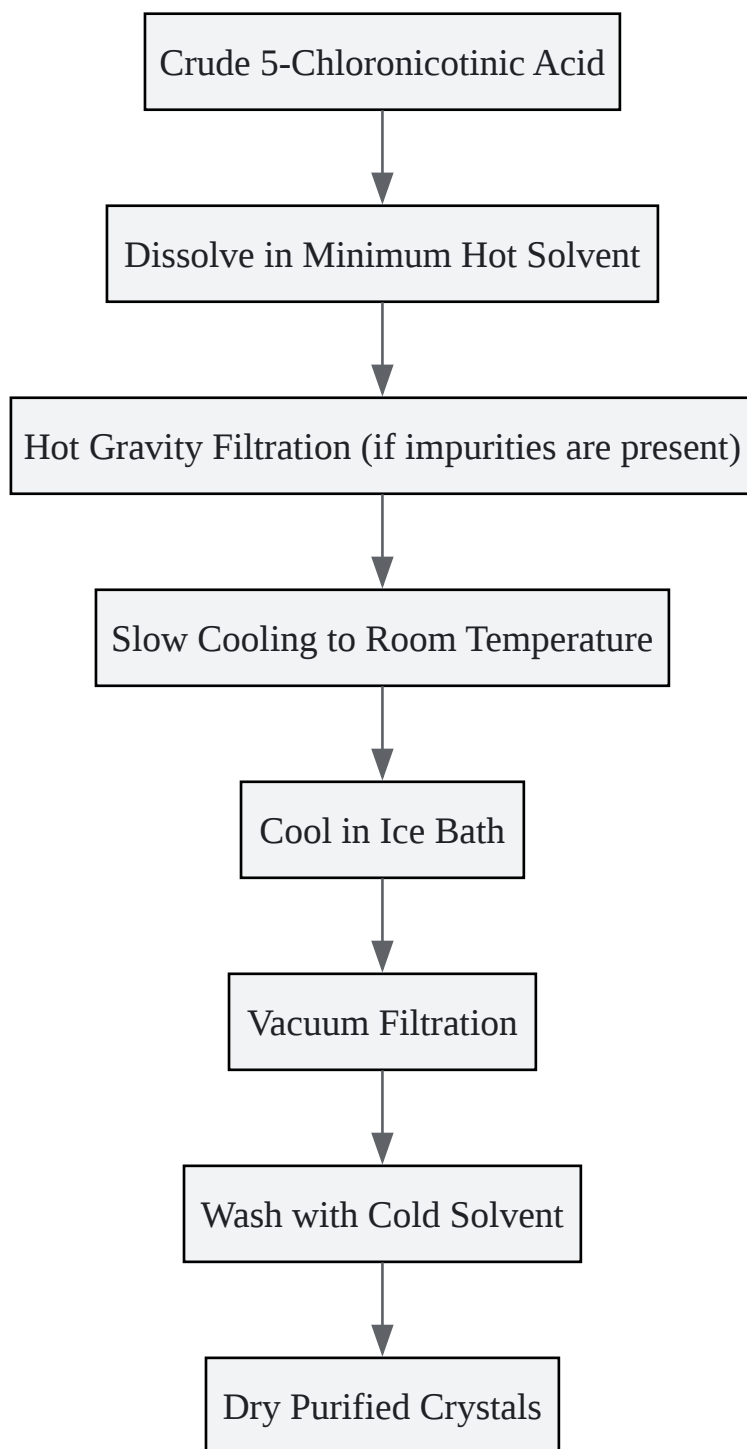 Crude 5-Chloronicotinic Acid
Dissolve in Minimum Hot Solvent
Hot Gravity Filtration (if impurities are present)
Slow Cooling to Room Temperature
Cool in Ice Bath
Vacuum Filtration
Wash with Cold Solvent
Dry Purified Crystals